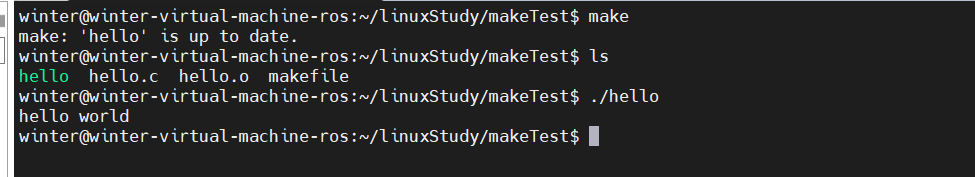 winter@winter-virtual-machine-ros:~/linuxStudy/makeTest$ make
make: 'hello' is up to date.
winter@winter-virtual-machine-ros:~/linuxStudy/makeTest$ ls
hello  hello.c  hello.o  makefile
winter@winter-virtual-machine-ros:~/linuxStudy/makeTest$ ./hello
hello world
winter@winter-virtual-machine-ros:~/linuxStudy/makeTest$